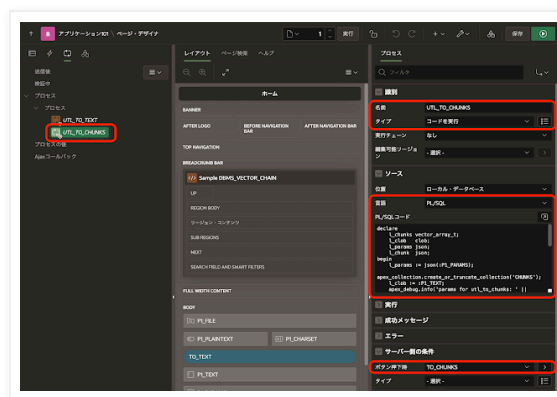 アプリケーション101 \ ページ・デザイナ
1
実行
保存
送信後
検証中
プロセス
プロセス
UTL_TO_TEXT
UTL_TO_CHUNKS
プロセスの後
Ajaxコールバック
レイアウト ページ検索 ヘルプ
ホーム
BANNER
AFTER LOGO
BEFORE NAVIGATION BAR
AFTER NAVIGATION BAR
TOP NAVIGATION
BREADCRUMB BAR
Sample DBMS_VECTOR_CHAIN
UP
REGION BODY
リージョン・コンテンツ
SUB REGIONS
NEXT
SEARCH FIELD AND SMART FILTERS
FULL WIDTH CONTENT
BODY
P1_FILE
P1_PLAINTEXT
P1_CHARSET
TO_TEXT
P1_TEXT
プロセス
フィルタ
識別
名前 UTL_TO_CHUNKS
タイプ コードを実行
実行チェーン なし
編集可能リージョン - 選択 -
ソース
位置 ローカル・データベース
言語 PL/SQL
PL/SQLコード
declare
l_chunks vector_array_t;
l_clob clob;
l_params json;
l_chunk json;
begin
l_params := json(:P1_PARAMS);
apex_collection.create_or_truncate_collection('CHUNKS');
l_clob := :P1_TEXT;
apex_debug.info('params for utl_to_chunks: ' ||
実行
成功メッセージ
エラー
サーバー側の条件
ボタン押下時 TO_CHUNKS
タイプ - 選択 -